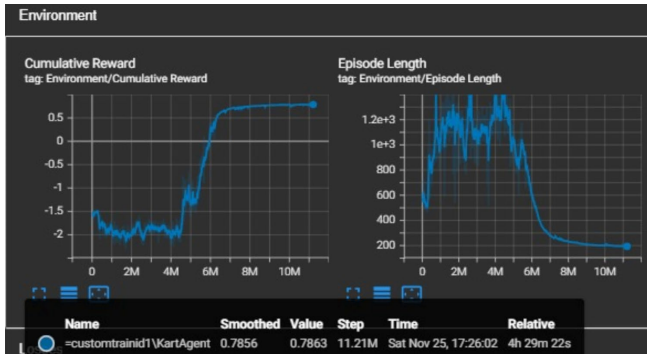 Environment
Cumulative Reward
tag: Environment/Cumulative Reward
0.5
0
-0.5
-1
-1.5
-2
0 2M 4M 6M 8M 10M
Episode Length
tag: Environment/Episode Length
1.2e+3
1e+3
800
600
400
200
0 2M 4M 6M 8M 10M
Name Smoothed Value Step Time Relative
=customtrainid1\KartAgent 0.7856 0.7863 11.21M Sat Nov 25, 17:26:02 4h 29m 22s